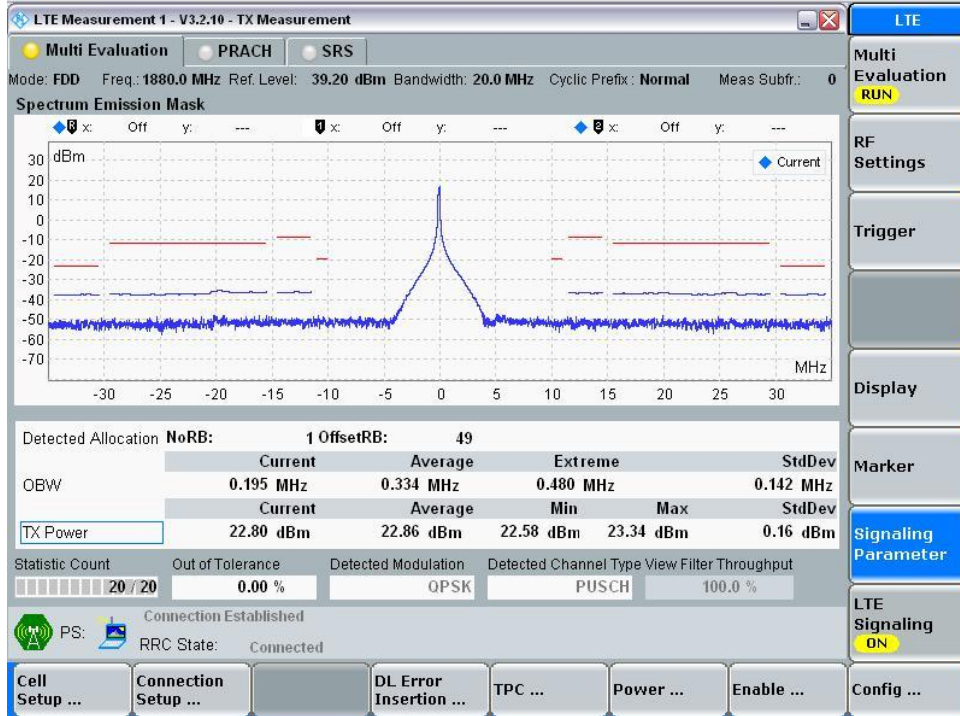 LTE Measurement 1 - V3.2.10 - TX Measurement
LTE
Multi Evaluation PRACH SRS
Multi Evaluation
RUN
Mode: FDD Freq.: 1880.0 MHz Ref. Level: 39.20 dBm Bandwidth: 20.0 MHz Cyclic Prefix : Normal Meas Subfr.: 0
Spectrum Emission Mask
R x: Off y: --- 1 x: Off y: --- 2 x: Off y: ---
RF Settings
dBm
Current
30
20
10
0
-10
-20
-30
-40
-50
-60
-70
MHz
-30 -25 -20 -15 -10 -5 0 5 10 15 20 25 30
Trigger
Display
Detected Allocation NoRB: 1 OffsetRB: 49
Current Average Extreme StdDev
OBW 0.195 MHz 0.334 MHz 0.480 MHz 0.142 MHz
Current Average Min Max StdDev
TX Power 22.80 dBm 22.86 dBm 22.58 dBm 23.34 dBm 0.16 dBm
Marker
Signaling Parameter
Statistic Count Out of Tolerance Detected Modulation Detected Channel Type View Filter Throughput
20 / 20 0.00 % QPSK PUSCH 100.0 %
LTE Signaling
ON
PS: Connection Established
RRC State: Connected
Cell Setup ...
Connection Setup ...
DL Error Insertion ...
TPC ...
Power ...
Enable ...
Config ...